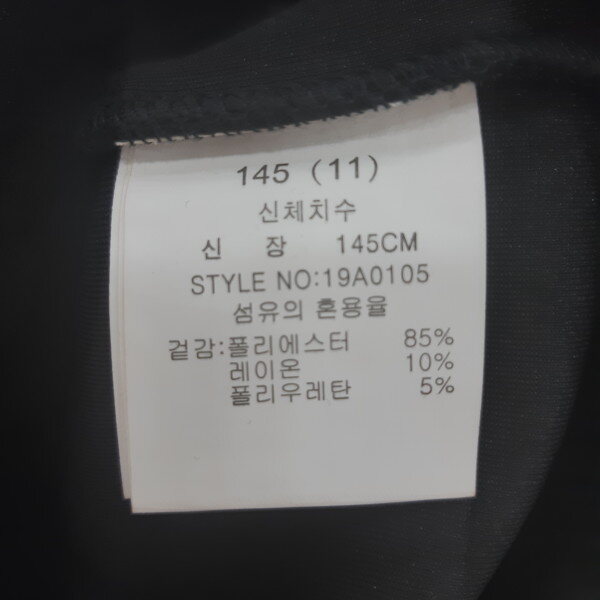 145 (11)
신체치수
신 장 145CM
STYLE NO:19A0105
섬유의 혼용율
겉감:폴리에스터 85%
레이온 10%
폴리우레탄 5%